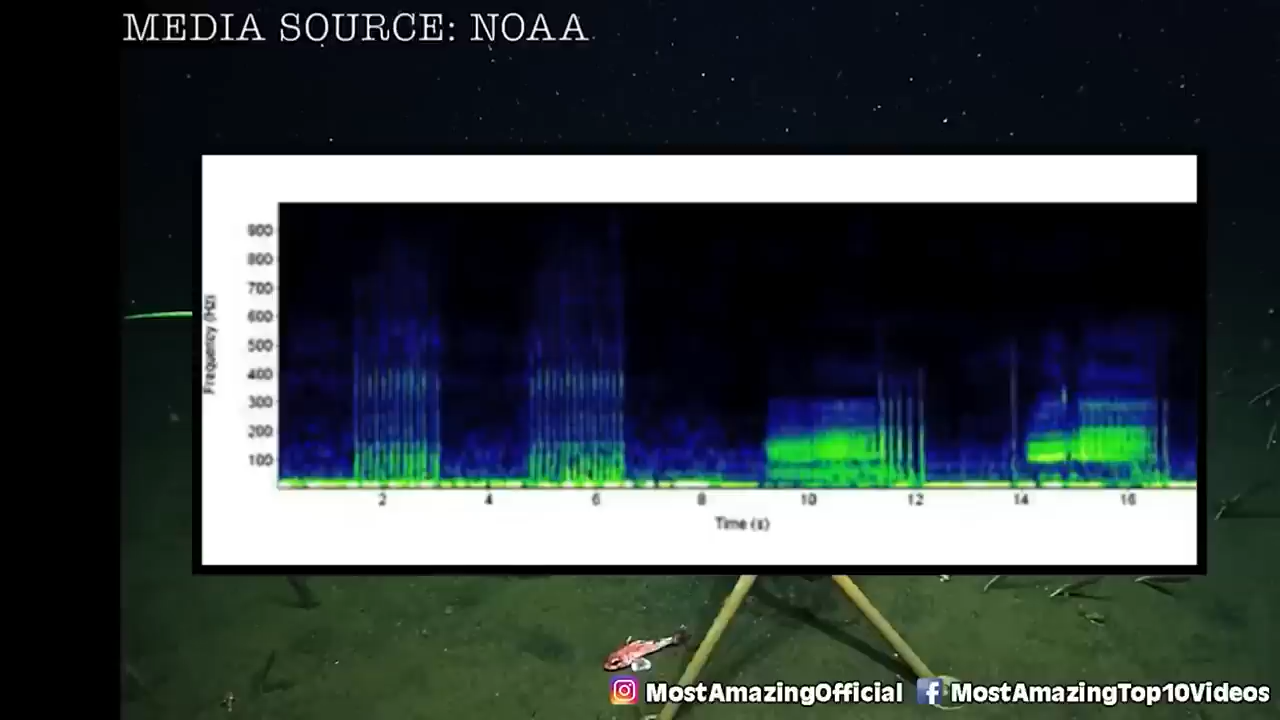 MEDIA SOURCE: NOAA
900
800
700
600
500
400
300
200
100
Frequency (Hz)
2 4 6 8 10 12 14 16
Time (s)
MostAmazingOfficial MostAmazingTop10Videos